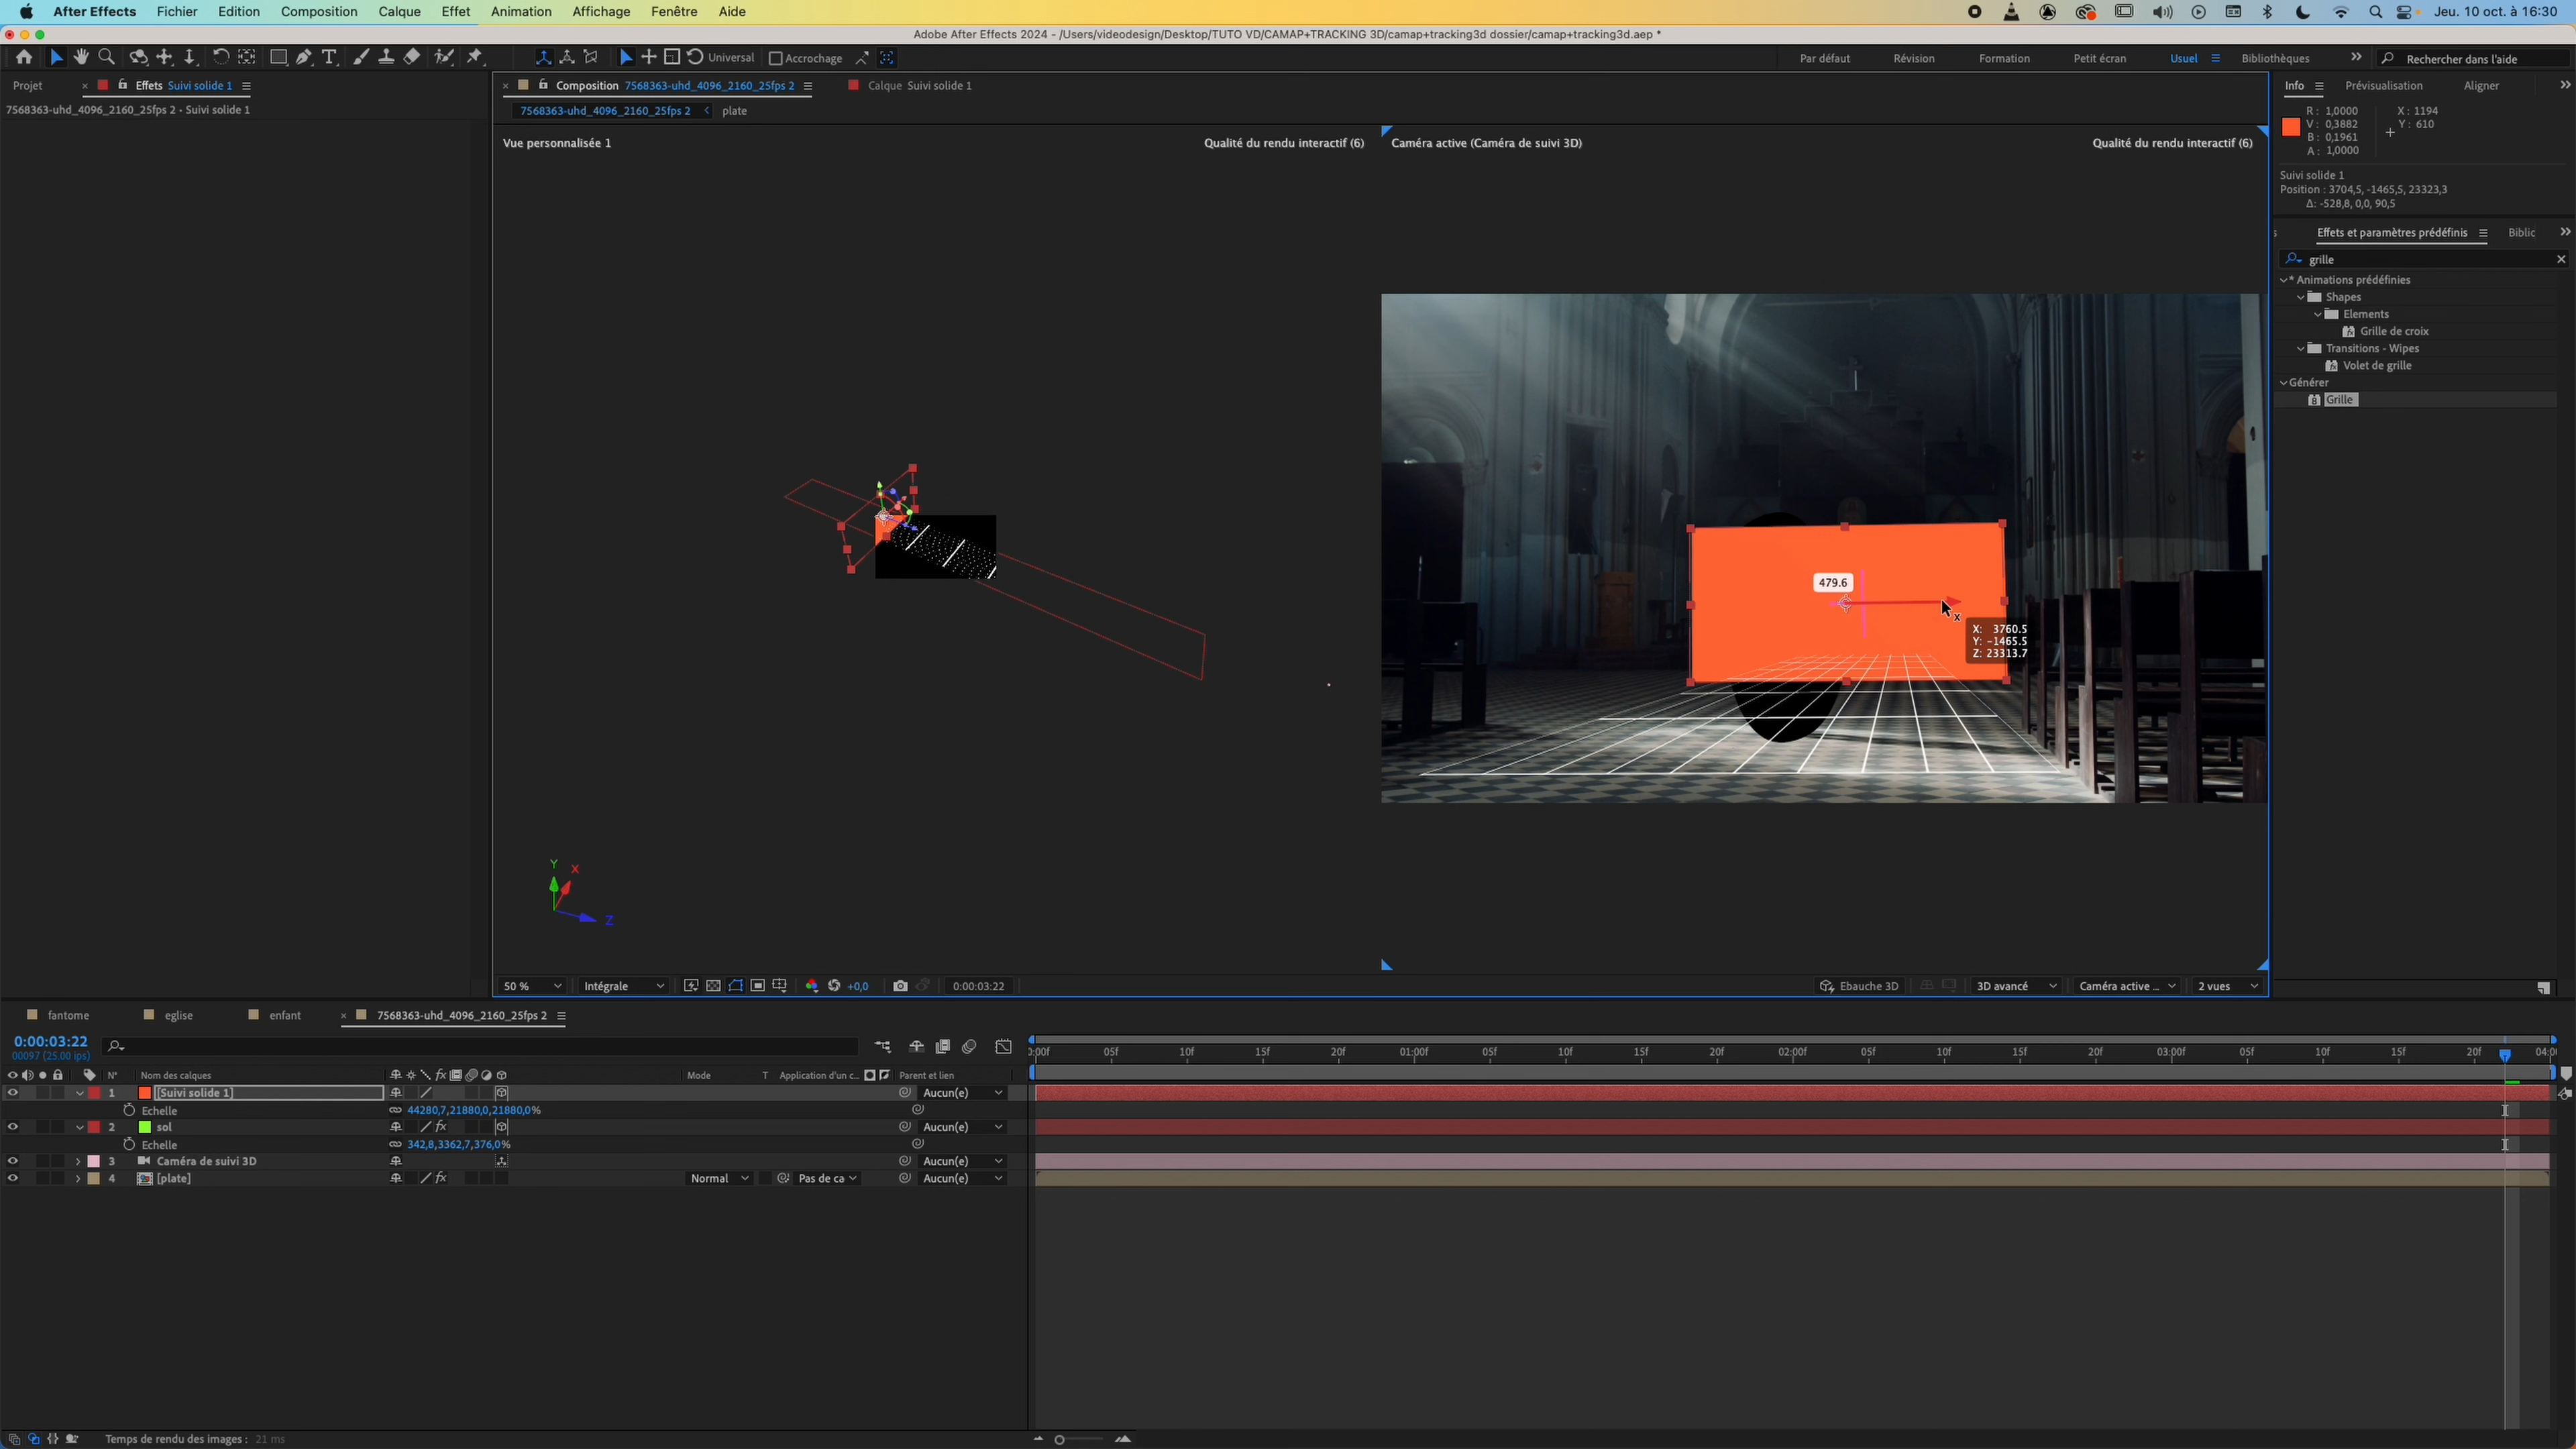 After Effects Fichier Edition Composition Calque Effet Animation Affichage Fenêtre Aide Jeu. 10 oct. à 16:30
Adobe After Effects 2024 - /Users/videodesign/Desktop/TUTO VD/CAMAP+TRACKING 3D/camap+tracking3d dossier/camap+tracking3d.aep *
Universal Accrochage Par défaut Révision Formation Petit écran Usuel Bibliothèques Rechercher dans l'aide
Projet Effets Suivi solide 1
7568363-uhd_4096_2160_25fps 2 • Suivi solide 1
Composition 7568363-uhd_4096_2160_25fps 2 Calque Suivi solide 1
7568363-uhd_4096_2160_25fps 2 plate
Vue personnalisée 1 Qualité du rendu interactif (6)
Caméra active (Caméra de suivi 3D) Qualité du rendu interactif (6)
479.6
X: 3760.5
Y: -1465.5
Z: 23313.7
x
Y
X
Z
50 % Intégrale +0,0 0:00:03:22 Ebauche 3D 3D avancé Caméra active ... 2 vues
Info Prévisualisation Aligner
R : 1,0000 X : 1194
V : 0,3882 Y : 610
B : 0,1961
A : 1,0000
Suivi solide 1
Position : 3704,5, -1465,5, 23323,3
Δ: -528,8, 0,0, 90,5
s Effets et paramètres prédéfinis Biblic
grille
* Animations prédéfinies
Shapes
Elements
Grille de croix
Transitions - Wipes
Volet de grille
Générer
Grille
fantome eglise enfant 7568363-uhd_4096_2160_25fps 2
0:00:03:22
00097 (25.00 ips)
0:00f 05f 10f 15f 20f 01:00f 05f 10f 15f 20f 02:00f 05f 10f 15f 20f 03:00f 05f 10f 15f 20f 04:0
N° Nom des calques Mode T Application d'un c... Parent et lien
1 [Suivi solide 1] Aucun(e)
Echelle 44280,7,21880,0,21880,0%
2 sol Aucun(e)
Echelle 342,8,3362,7,376,0%
3 Caméra de suivi 3D Aucun(e)
4 [plate] Normal Pas de ca Aucun(e)
Temps de rendu des images : 21 ms